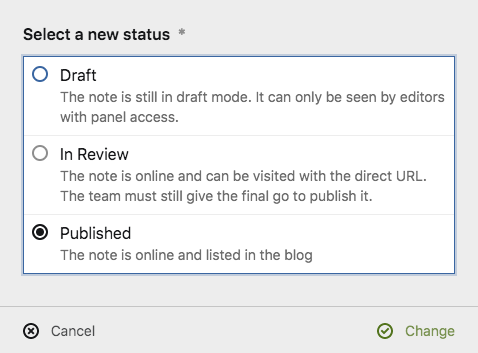 Select a new status *
Draft
The note is still in draft mode. It can only be seen by editors
with panel access.
In Review
The note is online and can be visited with the direct URL.
The team must still give the final go to publish it.
Published
The note is online and listed in the blog
Cancel
Change